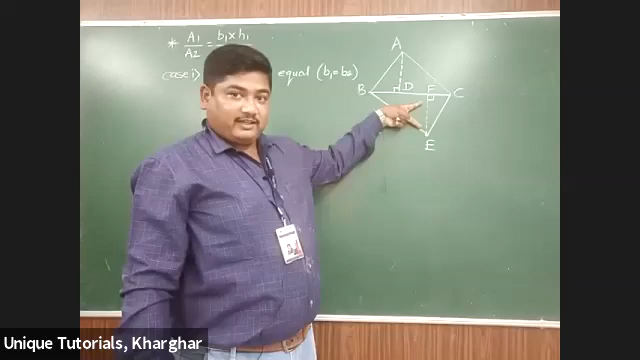 * A1/A2 = b1 x h1
(case i) equal (b1 = b2)
A
B D F C
E
Unique Tutorials, Kharghar